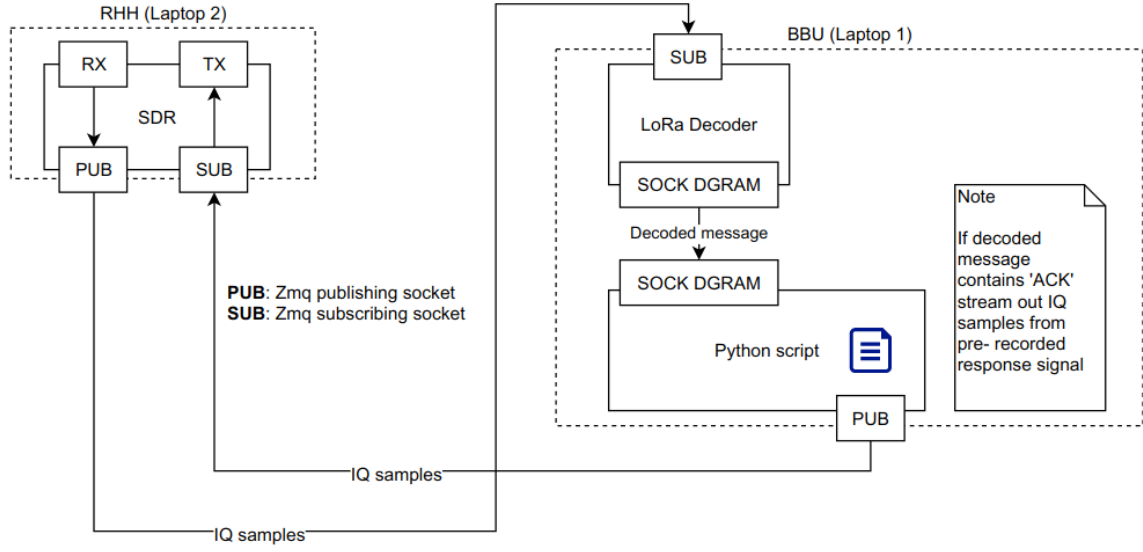 RHH (Laptop 2)
RX
TX
SDR
PUB
SUB
BBU (Laptop 1)
SUB
LoRa Decoder
SOCK DGRAM
Decoded message
SOCK DGRAM
Python script
PUB
Note
If decoded
message
contains 'ACK'
stream out IQ
samples from
pre- recorded
response signal
PUB: Zmq publishing socket
SUB: Zmq subscribing socket
IQ samples
IQ samples